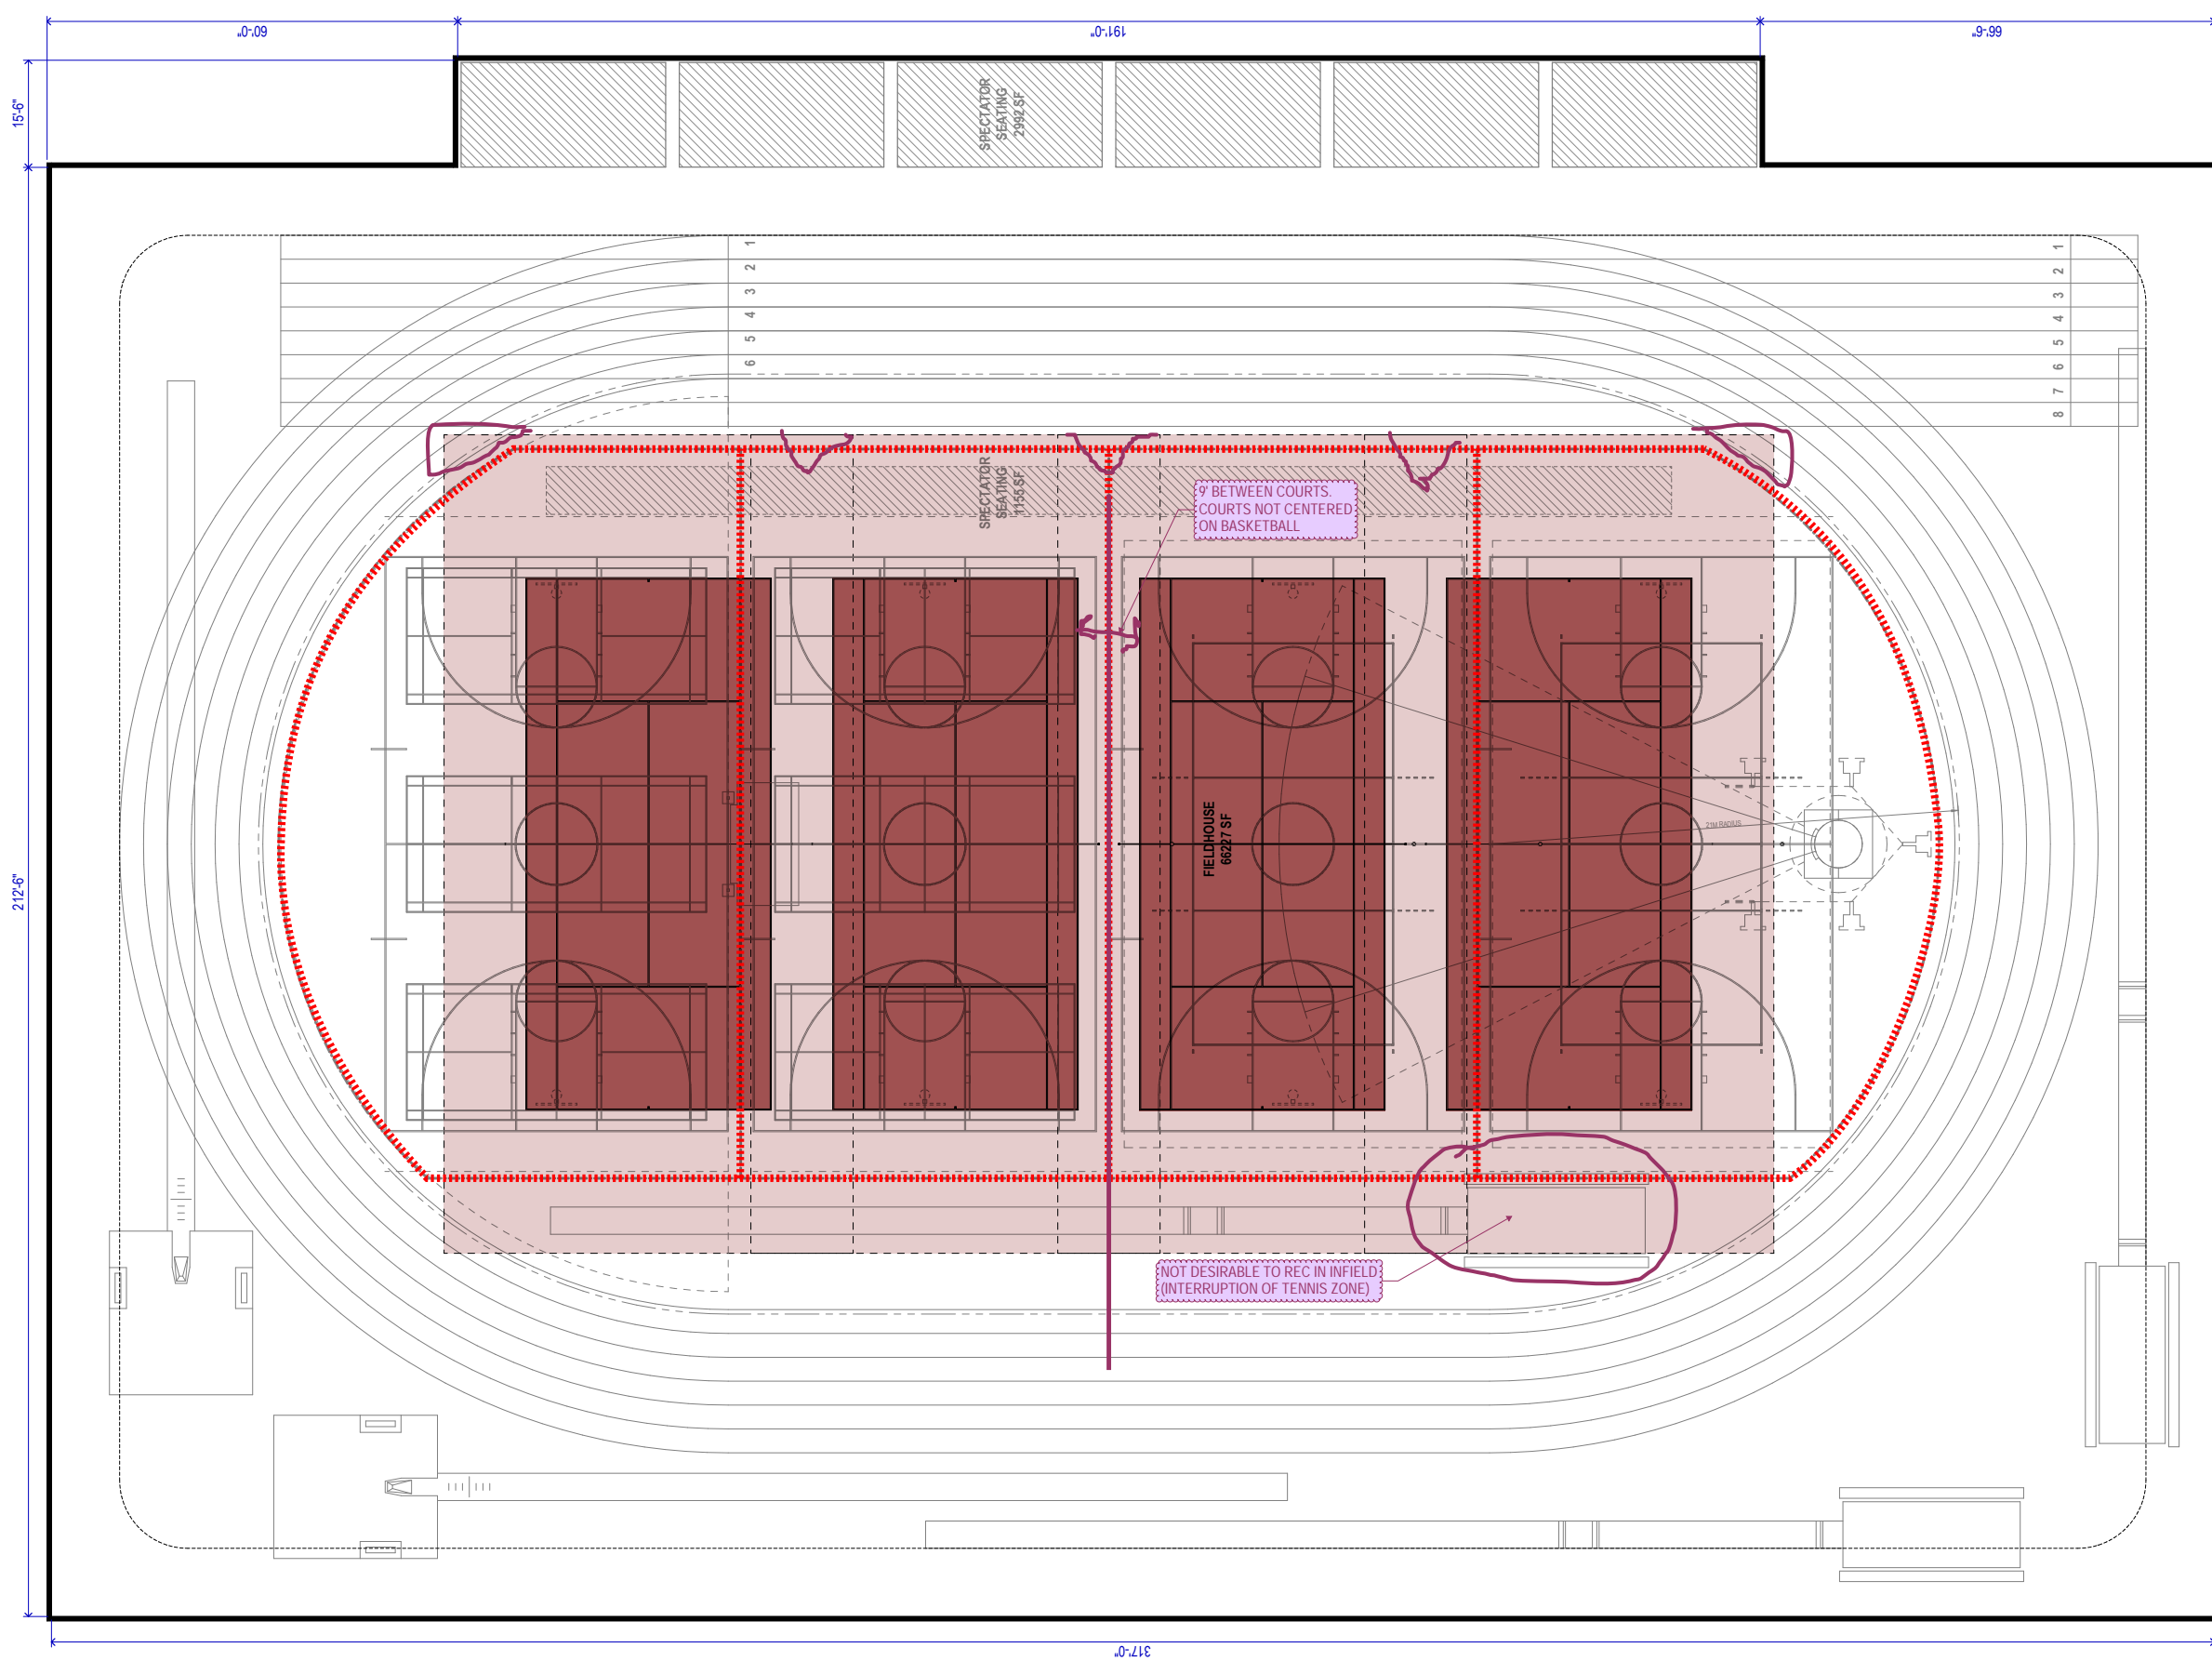 60'-0"
191'-0"
66'-6"
15'-6"
SPECTATOR
SEATING
2992 SF
1
2
3
4
5
6
1
2
3
4
5
6
7
8
SPECTATOR
SEATING
1155 SF
9' BETWEEN COURTS.
COURTS NOT CENTERED
ON BASKETBALL
FIELDHOUSE
66227 SF
21M RADIUS
212'-6"
NOT DESIRABLE TO REC IN INFIELD
(INTERRUPTION OF TENNIS ZONE)
317'-0"